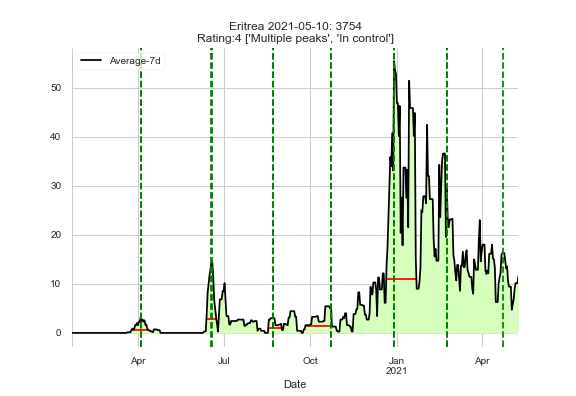 Eritrea 2021-05-10: 3754
Rating:4 ['Multiple peaks', 'In control']
Average-7d
50
40
30
20
10
0
Apr Jul Oct Jan Apr
2021
Date